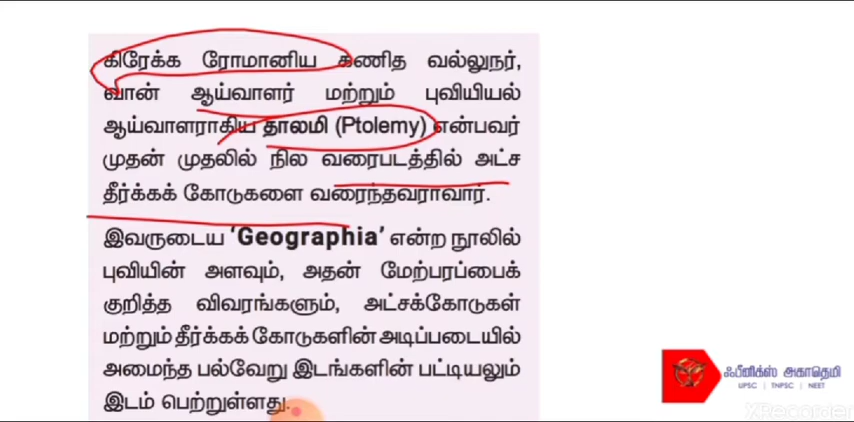 கிரேக்க ரோமானிய கணித வல்லுநர்,
வான் ஆய்வாளர் மற்றும் புவியியல்
ஆய்வாளராகிய தாலமி (Ptolemy) என்பவர்
முதன் முதலில் நில வரைபடத்தில் அட்ச
தீர்க்கக் கோடுகளை வரைந்தவராவார்.
இவருடைய ‘Geographia’ என்ற நூலில்
புவியின் அளவும், அதன் மேற்பரப்பைக்
குறித்த விவரங்களும், அட்சக்கோடுகள்
மற்றும் தீர்க்கக் கோடுகளின் அடிப்படையில்
அமைந்த பல்வேறு இடங்களின் பட்டியலும்
இடம் பெற்றுள்ளது.
ஃபீனிக்ஸ் அகாதெமி
UPSC | TNPSC | NEET
XRecorder